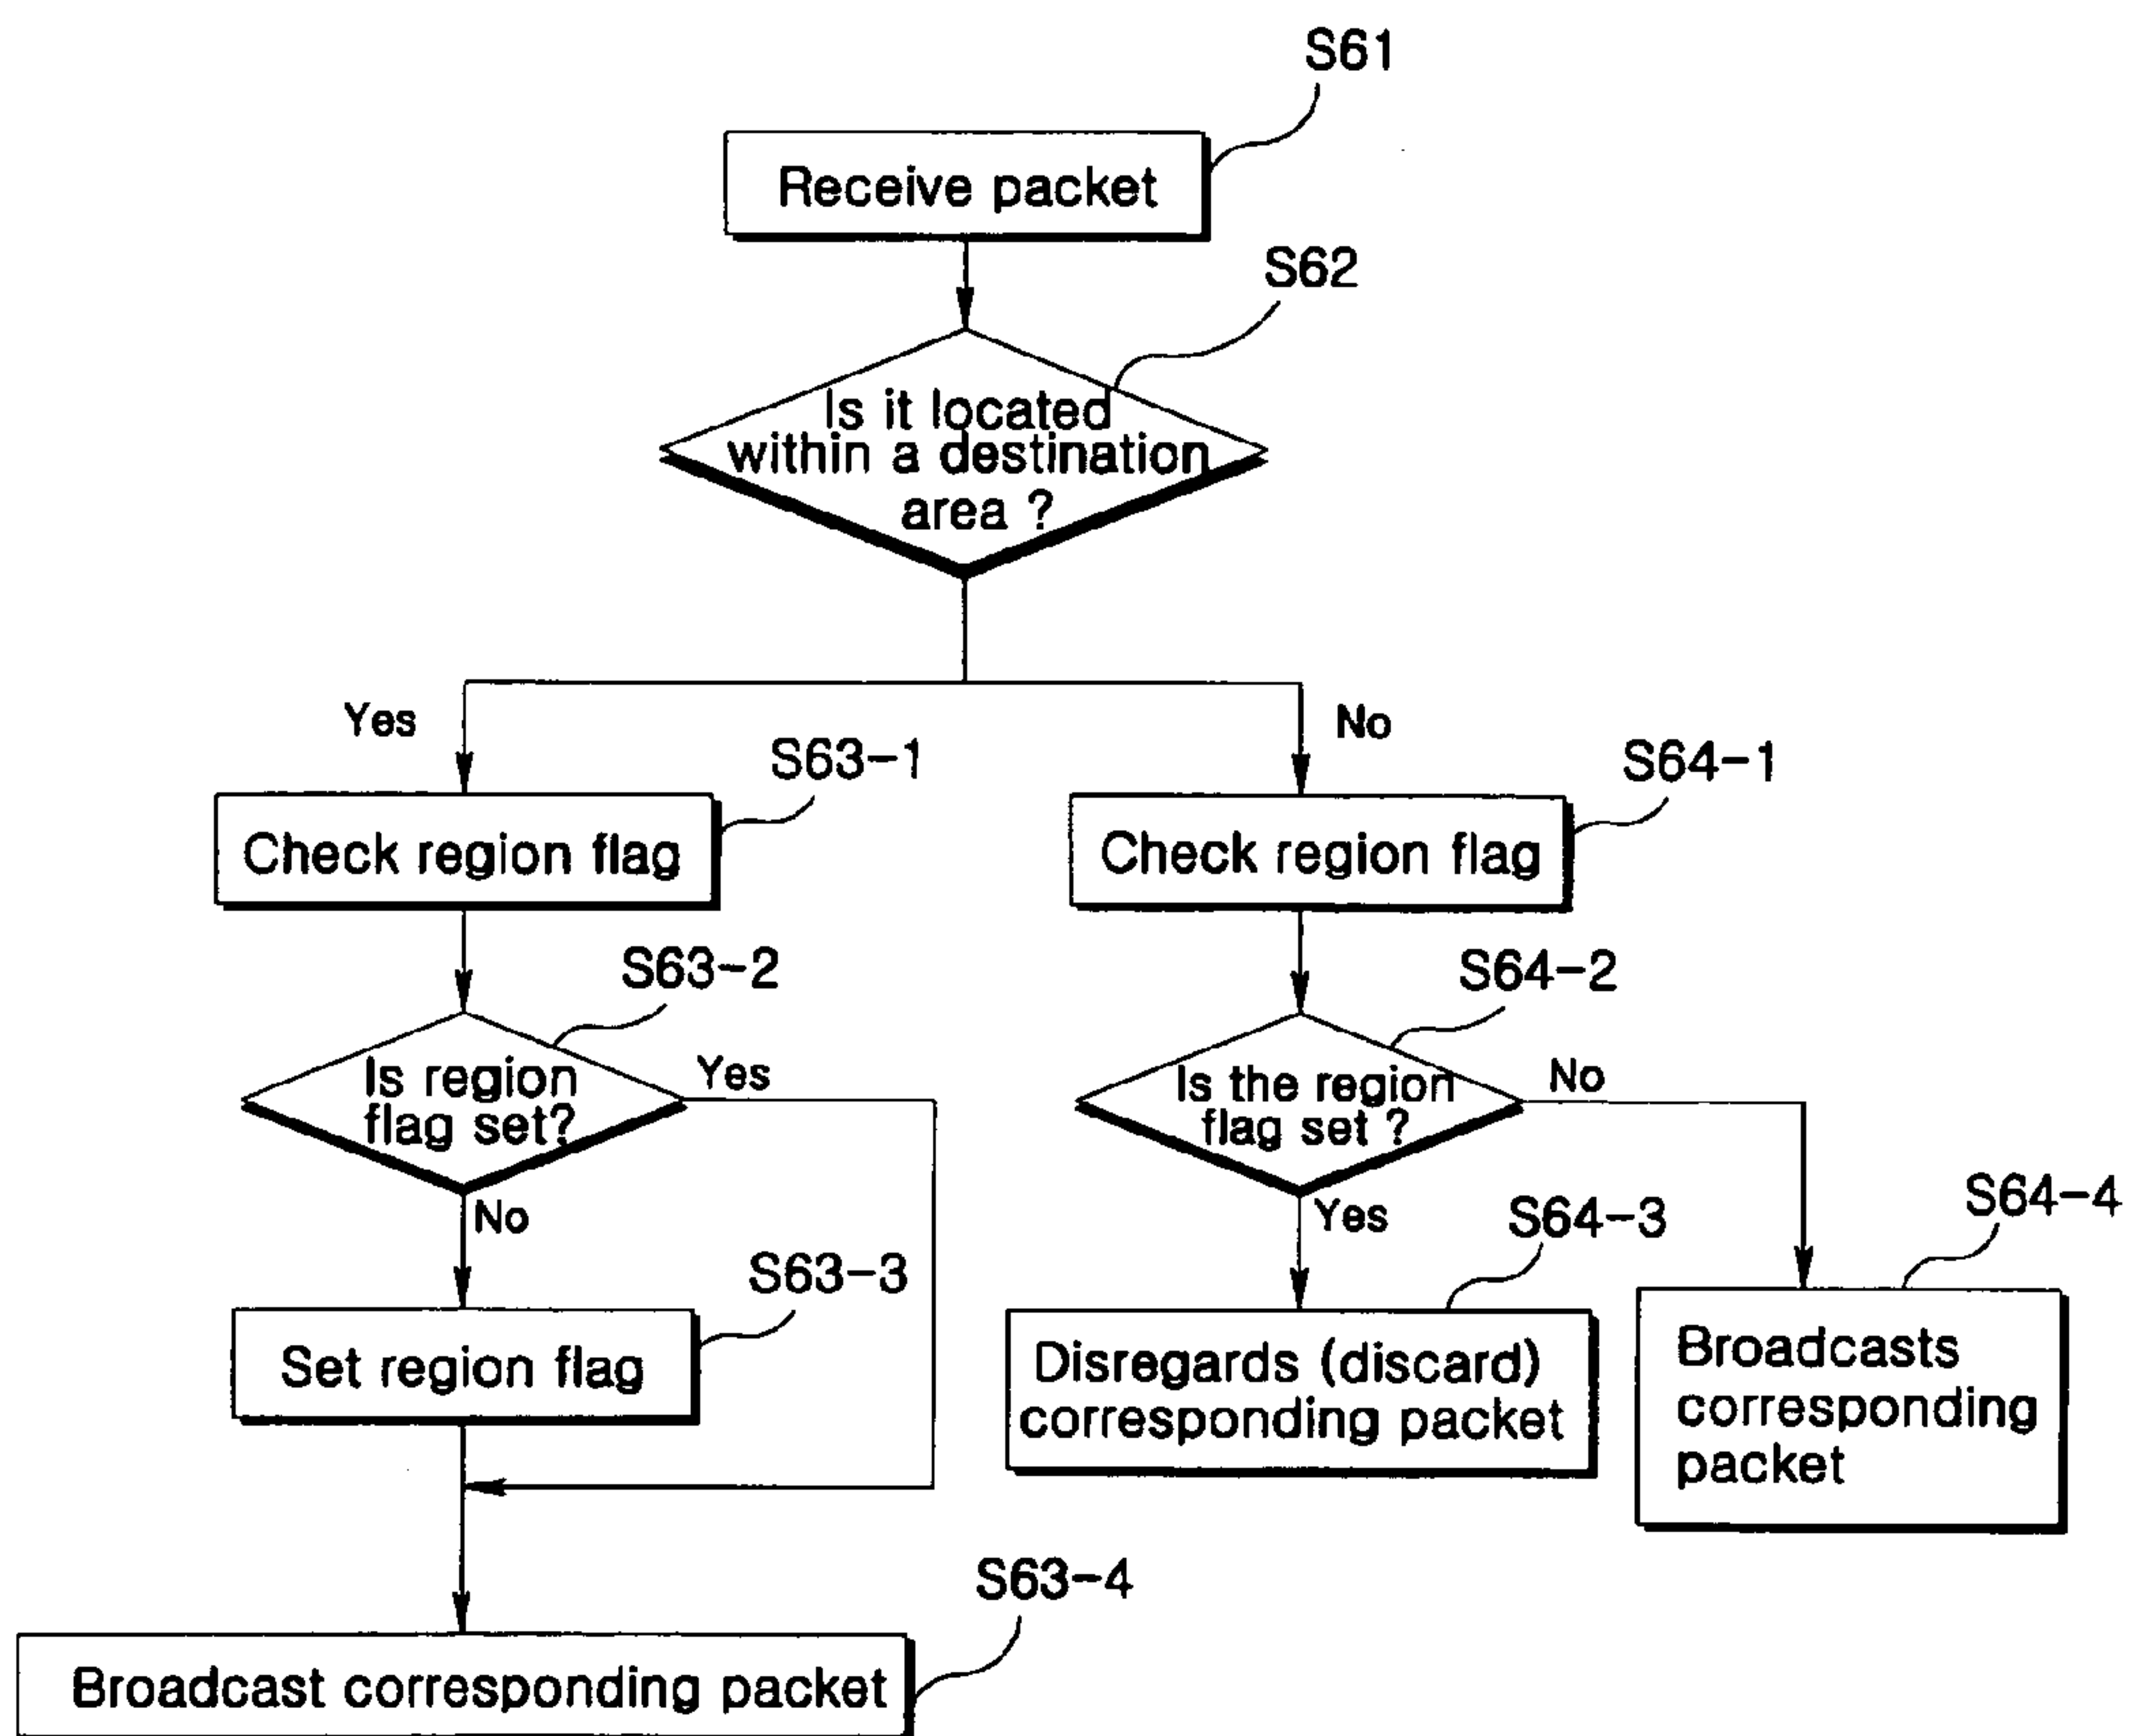 S61
Receive packet
S62
Is it located
within a destination
area ?
Yes
No
S63-1
S64-1
Check region flag
Check region flag
S63-2
S64-2
Is region
flag set?
Yes
Is the region
flag set ?
No
No
Yes
S63-3
S64-3
S64-4
Set region flag
Disregards (discard)
corresponding packet
Broadcasts
corresponding
packet
S63-4
Broadcast corresponding packet